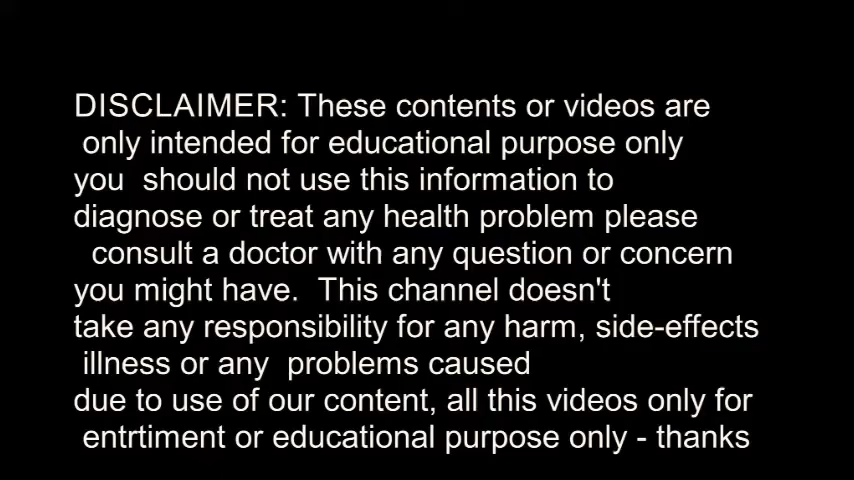 DISCLAIMER: These contents or videos are
only intended for educational purpose only
you should not use this information to
diagnose or treat any health problem please
consult a doctor with any question or concern
you might have. This channel doesn't
take any responsibility for any harm, side-effects
illness or any problems caused
due to use of our content, all this videos only for
entrtiment or educational purpose only - thanks